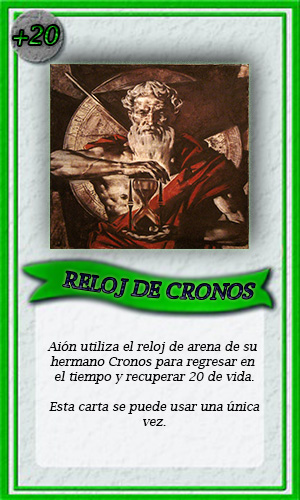 +20
RELOJ DE CRONOS
Aión utiliza el reloj de arena de su
hermano Cronos para regresar en
el tiempo y recuperar 20 de vida.
Esta carta se puede usar una única
vez.